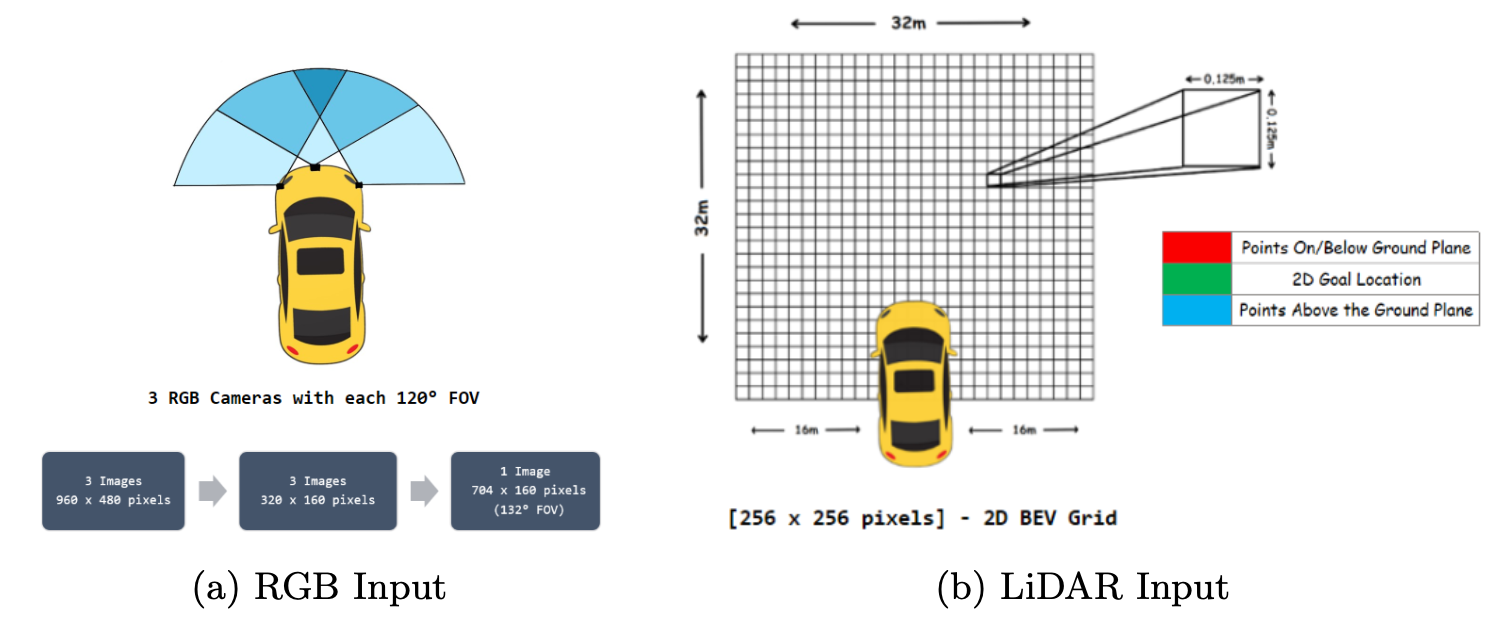 3 RGB Cameras with each 120° FOV
3 Images
960 x 480 pixels
3 Images
320 x 160 pixels
1 Image
704 x 160 pixels
(132° FOV)
(a) RGB Input
32m
32m
0.125m
0.125m
Points On/Below Ground Plane
2D Goal Location
Points Above the Ground Plane
16m
16m
[256 x 256 pixels] - 2D BEV Grid
(b) LiDAR Input